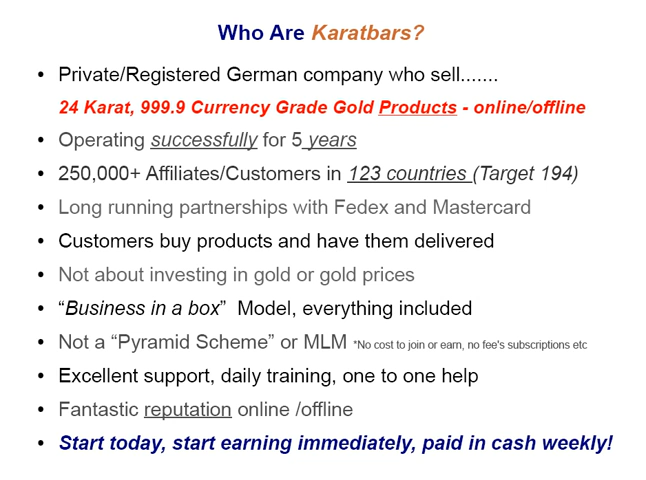 Who Are Karatbars?
• Private/Registered German company who sell.......
24 Karat, 999.9 Currency Grade Gold Products - online/offline
• Operating successfully for 5 years
• 250,000+ Affiliates/Customers in 123 countries (Target 194)
• Long running partnerships with Fedex and Mastercard
• Customers buy products and have them delivered
• Not about investing in gold or gold prices
• “Business in a box” Model, everything included
• Not a “Pyramid Scheme” or MLM *No cost to join or earn, no fee's subscriptions etc
• Excellent support, daily training, one to one help
• Fantastic reputation online /offline
• Start today, start earning immediately, paid in cash weekly!